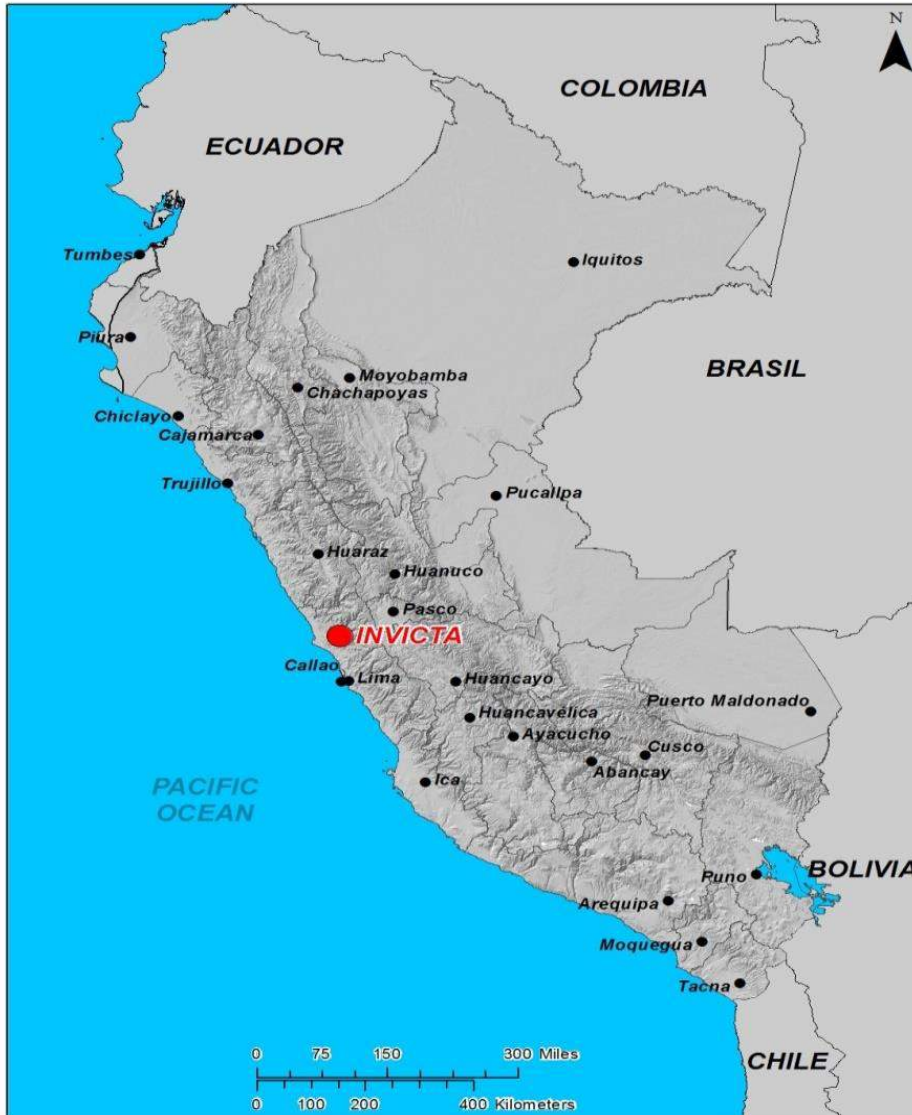 N
COLOMBIA
ECUADOR
Tumbes
Iquitos
Piura
BRASIL
Moyobamba
Chachapoyas
Chiclayo
Cajamarca
Trujillo
Pucallpa
Huaraz
Huanuco
Pasco
INVICTA
Callao
Lima
Huancayo
Puerto Maldonado
Huancavélica
Ayacucho
Cusco
Abancay
PACIFIC
OCEAN
Ica
BOLIVIA
Puno
Arequipa
Moquegua
Tacna
0 75 150 300 Miles
CHILE
0 100 200 400 Kilometers